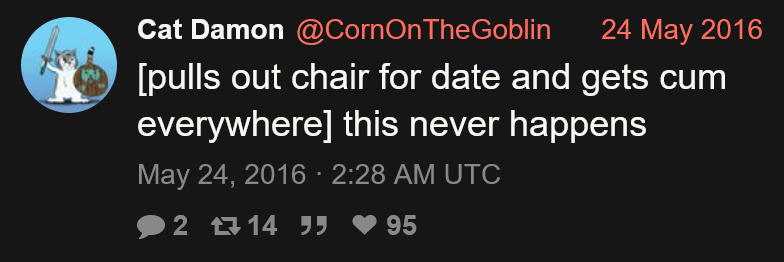 Cat Damon @CornOnTheGoblin 24 May 2016
[pulls out chair for date and gets cum
everywhere] this never happens
May 24, 2016 · 2:28 AM UTC
2 14 95